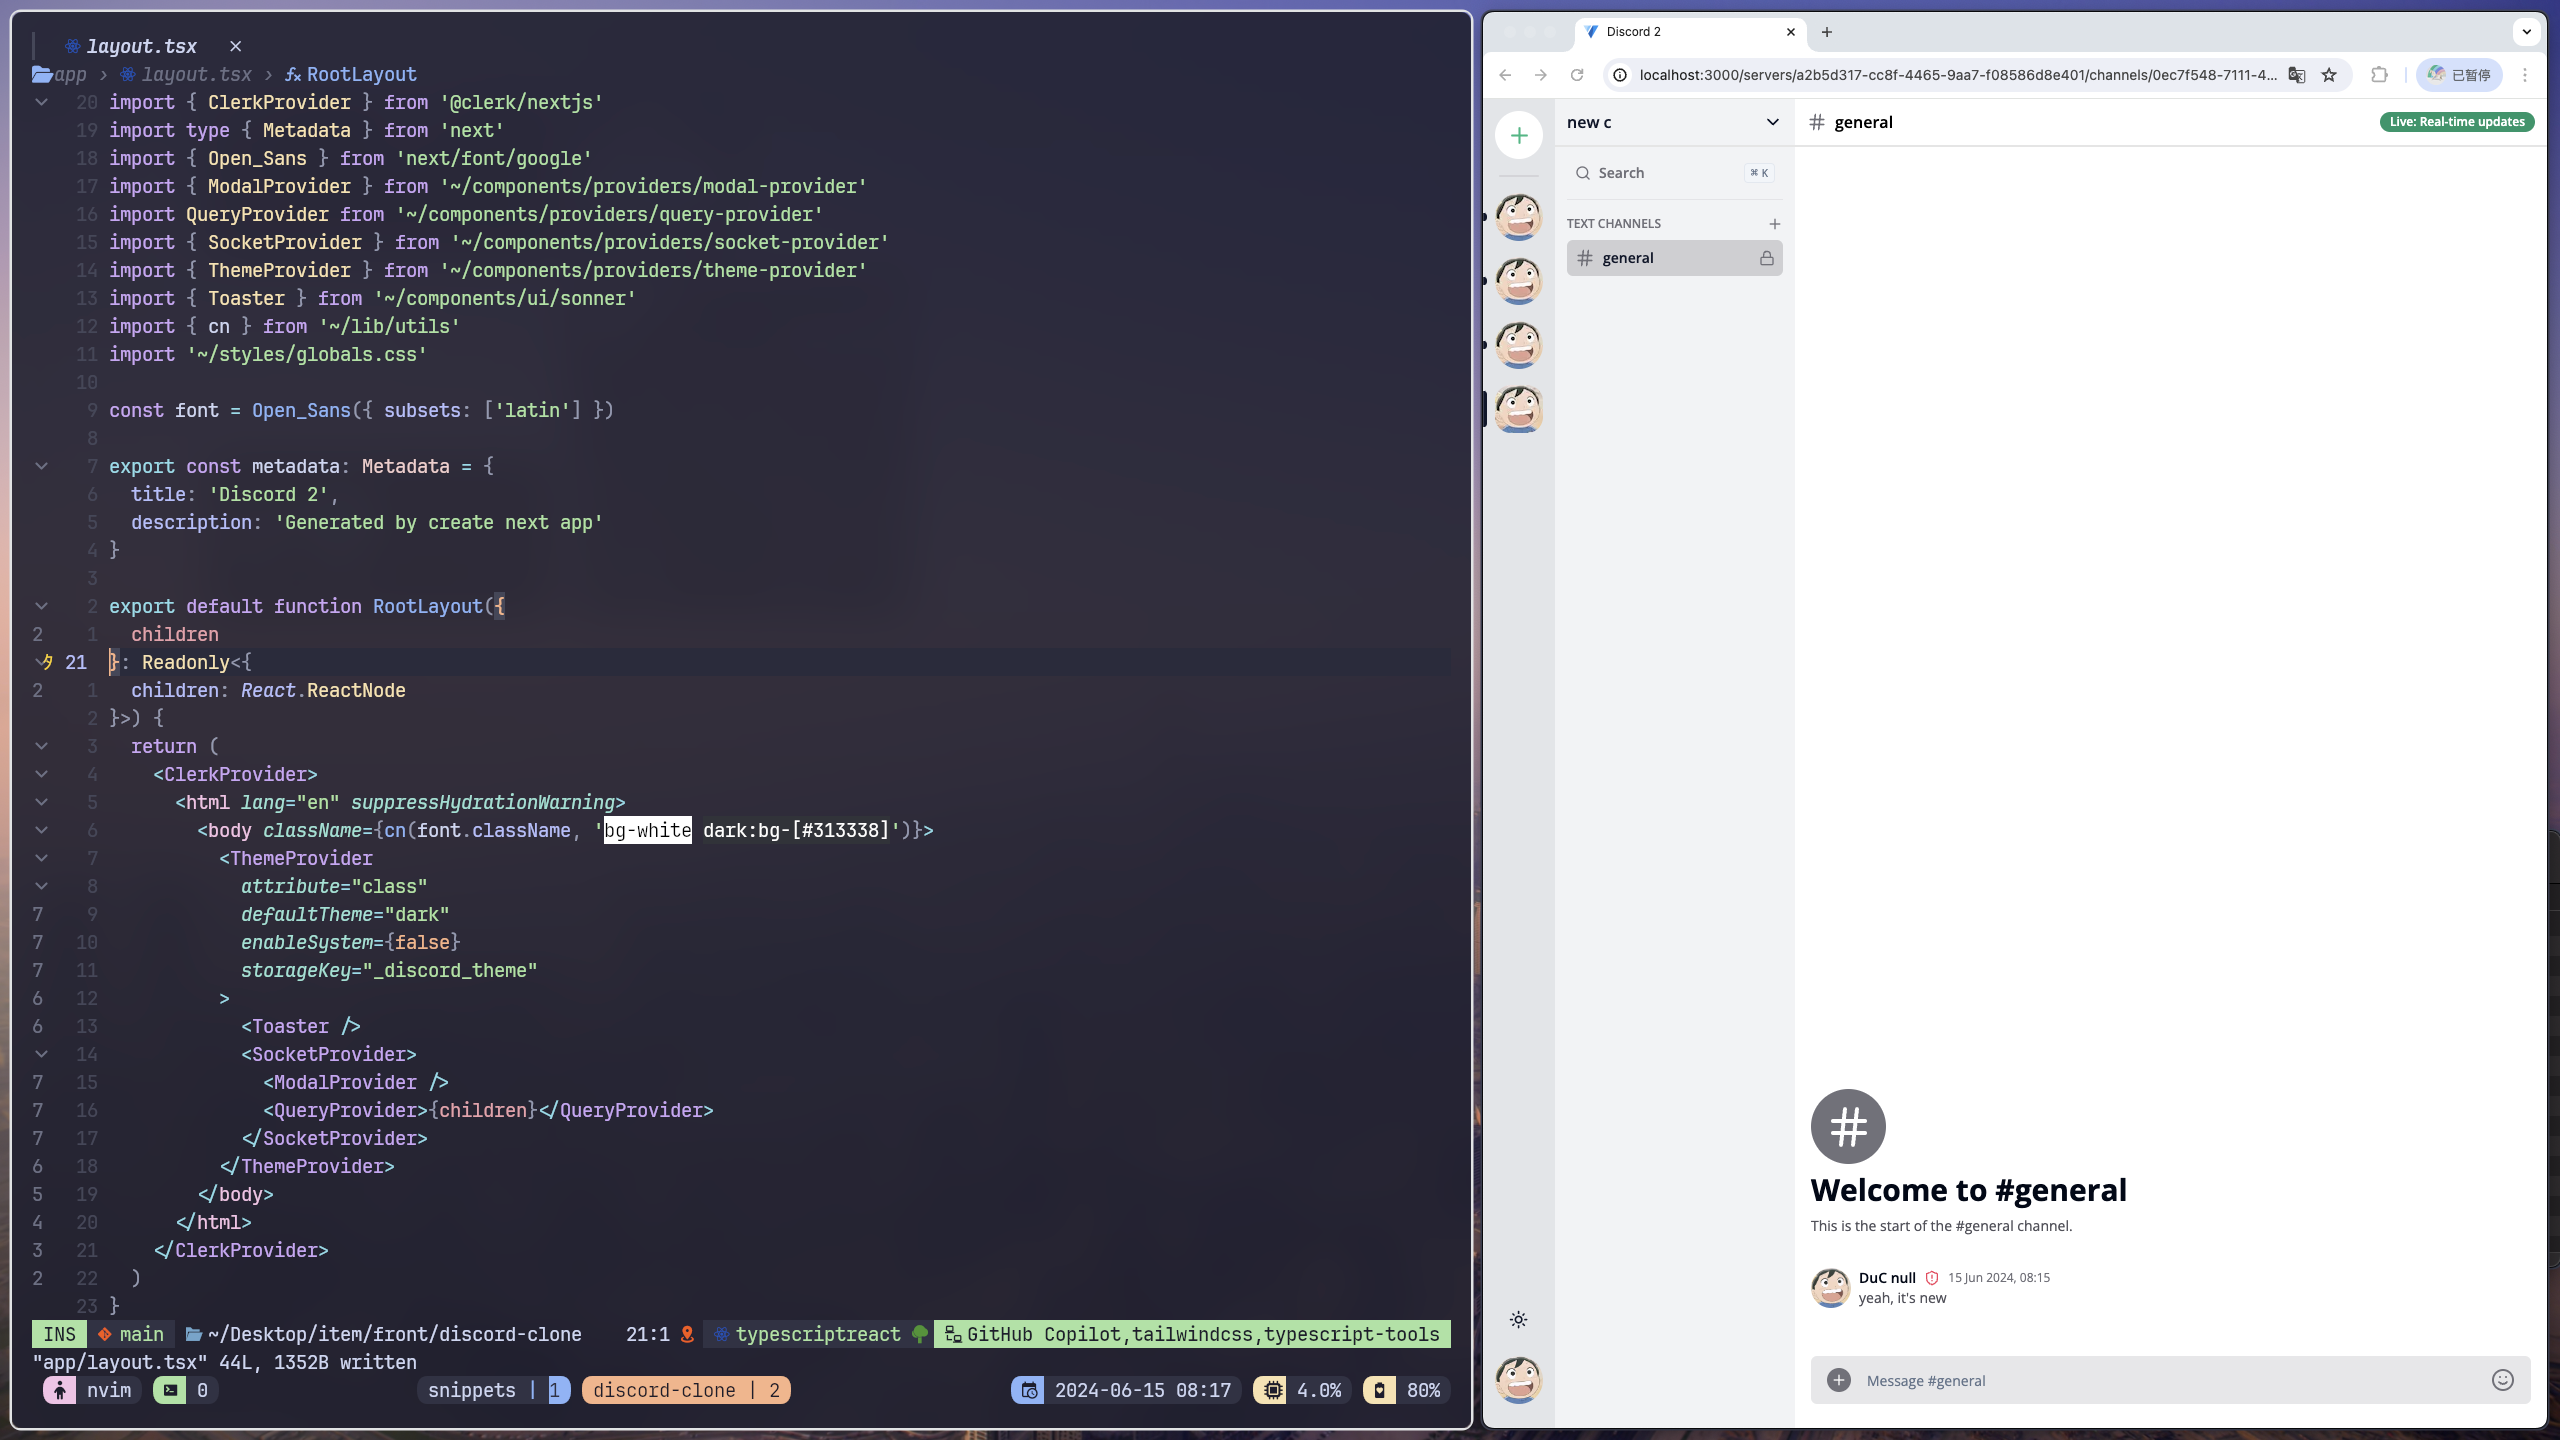 layout.tsx ×
app › layout.tsx › fx RootLayout
20 import { ClerkProvider } from '@clerk/nextjs'
19 import type { Metadata } from 'next'
18 import { Open_Sans } from 'next/font/google'
17 import { ModalProvider } from '~/components/providers/modal-provider'
16 import QueryProvider from '~/components/providers/query-provider'
15 import { SocketProvider } from '~/components/providers/socket-provider'
14 import { ThemeProvider } from '~/components/providers/theme-provider'
13 import { Toaster } from '~/components/ui/sonner'
12 import { cn } from '~/lib/utils'
11 import '~/styles/globals.css'
10
9 const font = Open_Sans({ subsets: ['latin'] })
8
7 export const metadata: Metadata = {
6 title: 'Discord 2',
5 description: 'Generated by create next app'
4 }
3
2 export default function RootLayout({
2 1 children
21 }: Readonly<{
2 1 children: React.ReactNode
2 }>) {
3 return (
4 <ClerkProvider>
5 <html lang="en" suppressHydrationWarning>
6 <body className={cn(font.className, 'bg-white dark:bg-[#313338]')}>
7 <ThemeProvider
8 attribute="class"
7 9 defaultTheme="dark"
7 10 enableSystem={false}
7 11 storageKey="_discord_theme"
6 12 >
6 13 <Toaster />
14 <SocketProvider>
7 15 <ModalProvider />
7 16 <QueryProvider>{children}</QueryProvider>
7 17 </SocketProvider>
6 18 </ThemeProvider>
5 19 </body>
4 20 </html>
3 21 </ClerkProvider>
2 22 )
23 }
INS main ~/Desktop/item/front/discord-clone 21:1 typescriptreact GitHub Copilot,tailwindcss,typescript-tools
"app/layout.tsx" 44L, 1352B written
nvim 0 snippets | 1 discord-clone | 2 2024-06-15 08:17 4.0% 80%
Discord 2
localhost:3000/servers/a2b5d317-cc8f-4465-9aa7-f08586d8e401/channels/0ec7f548-7111-4... 已暂停
new c
Search ⌘ K
TEXT CHANNELS +
# general
# general
Live: Real-time updates
#
Welcome to #general
This is the start of the #general channel.
DuC null 15 Jun 2024, 08:15
yeah, it's new
Message #general